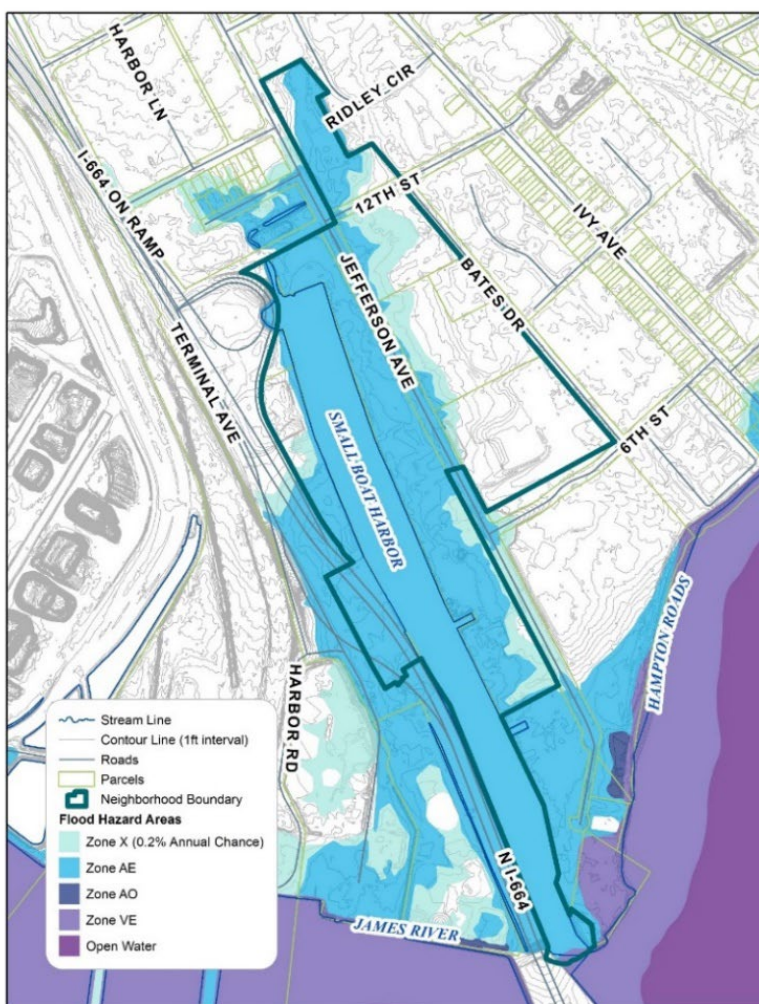 HARBOR LN
RIDLEY CIR
I-664 ON RAMP
12TH ST
IVY AVE
JEFFERSON AVE
BATES DR
TERMINAL AVE
6TH ST
SMALL BOAT HARBOR
HAMPTON ROADS
HARBOR RD
N I-664
JAMES RIVER
Stream Line
Contour Line (1ft interval)
Roads
Parcels
Neighborhood Boundary
Flood Hazard Areas
Zone X (0.2% Annual Chance)
Zone AE
Zone AO
Zone VE
Open Water